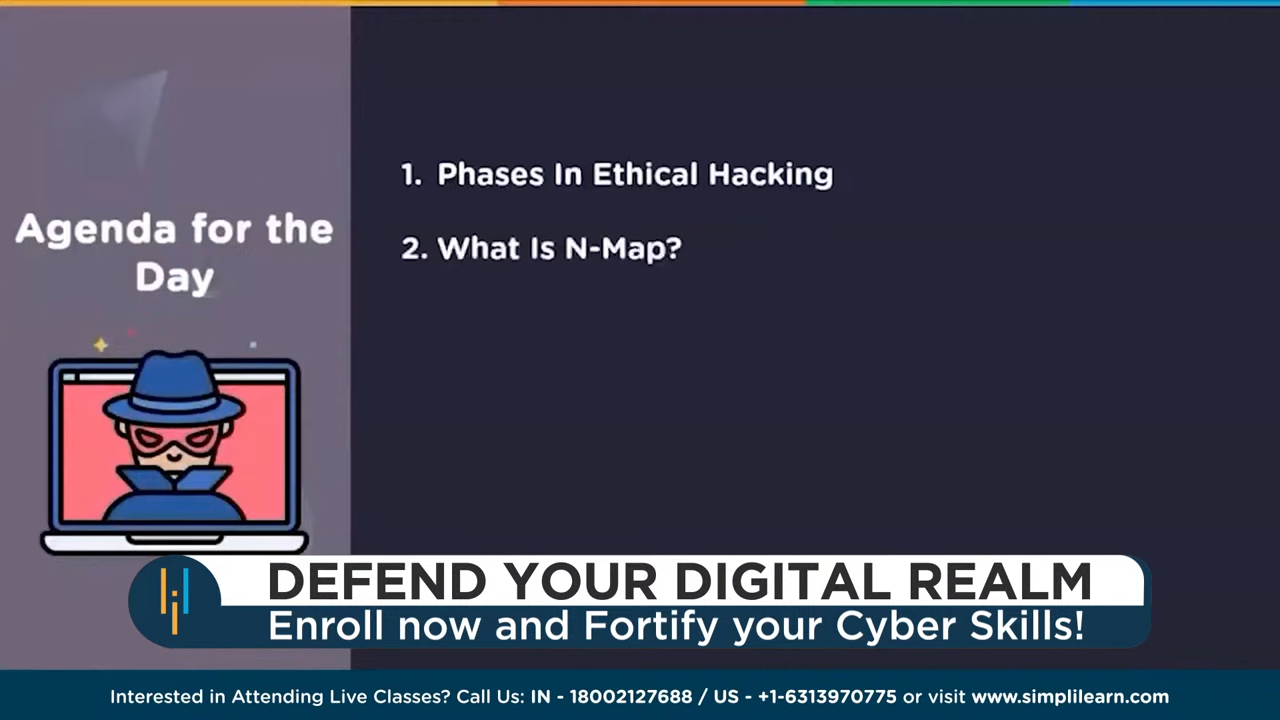 Agenda for the
Day
1. Phases In Ethical Hacking
2. What Is N-Map?
DEFEND YOUR DIGITAL REALM
Enroll now and Fortify your Cyber Skills!
Interested in Attending Live Classes? Call Us: IN - 18002127688 / US - +1-6313970775 or visit www.simplilearn.com